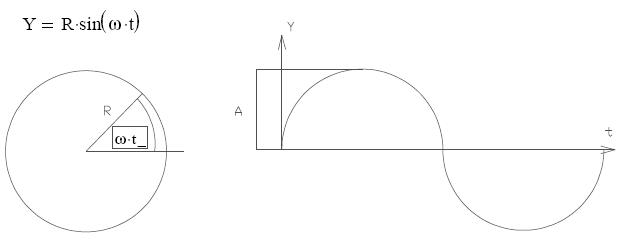 Y = R·sin(ω·t)
Y
R
A
t
ω·t_